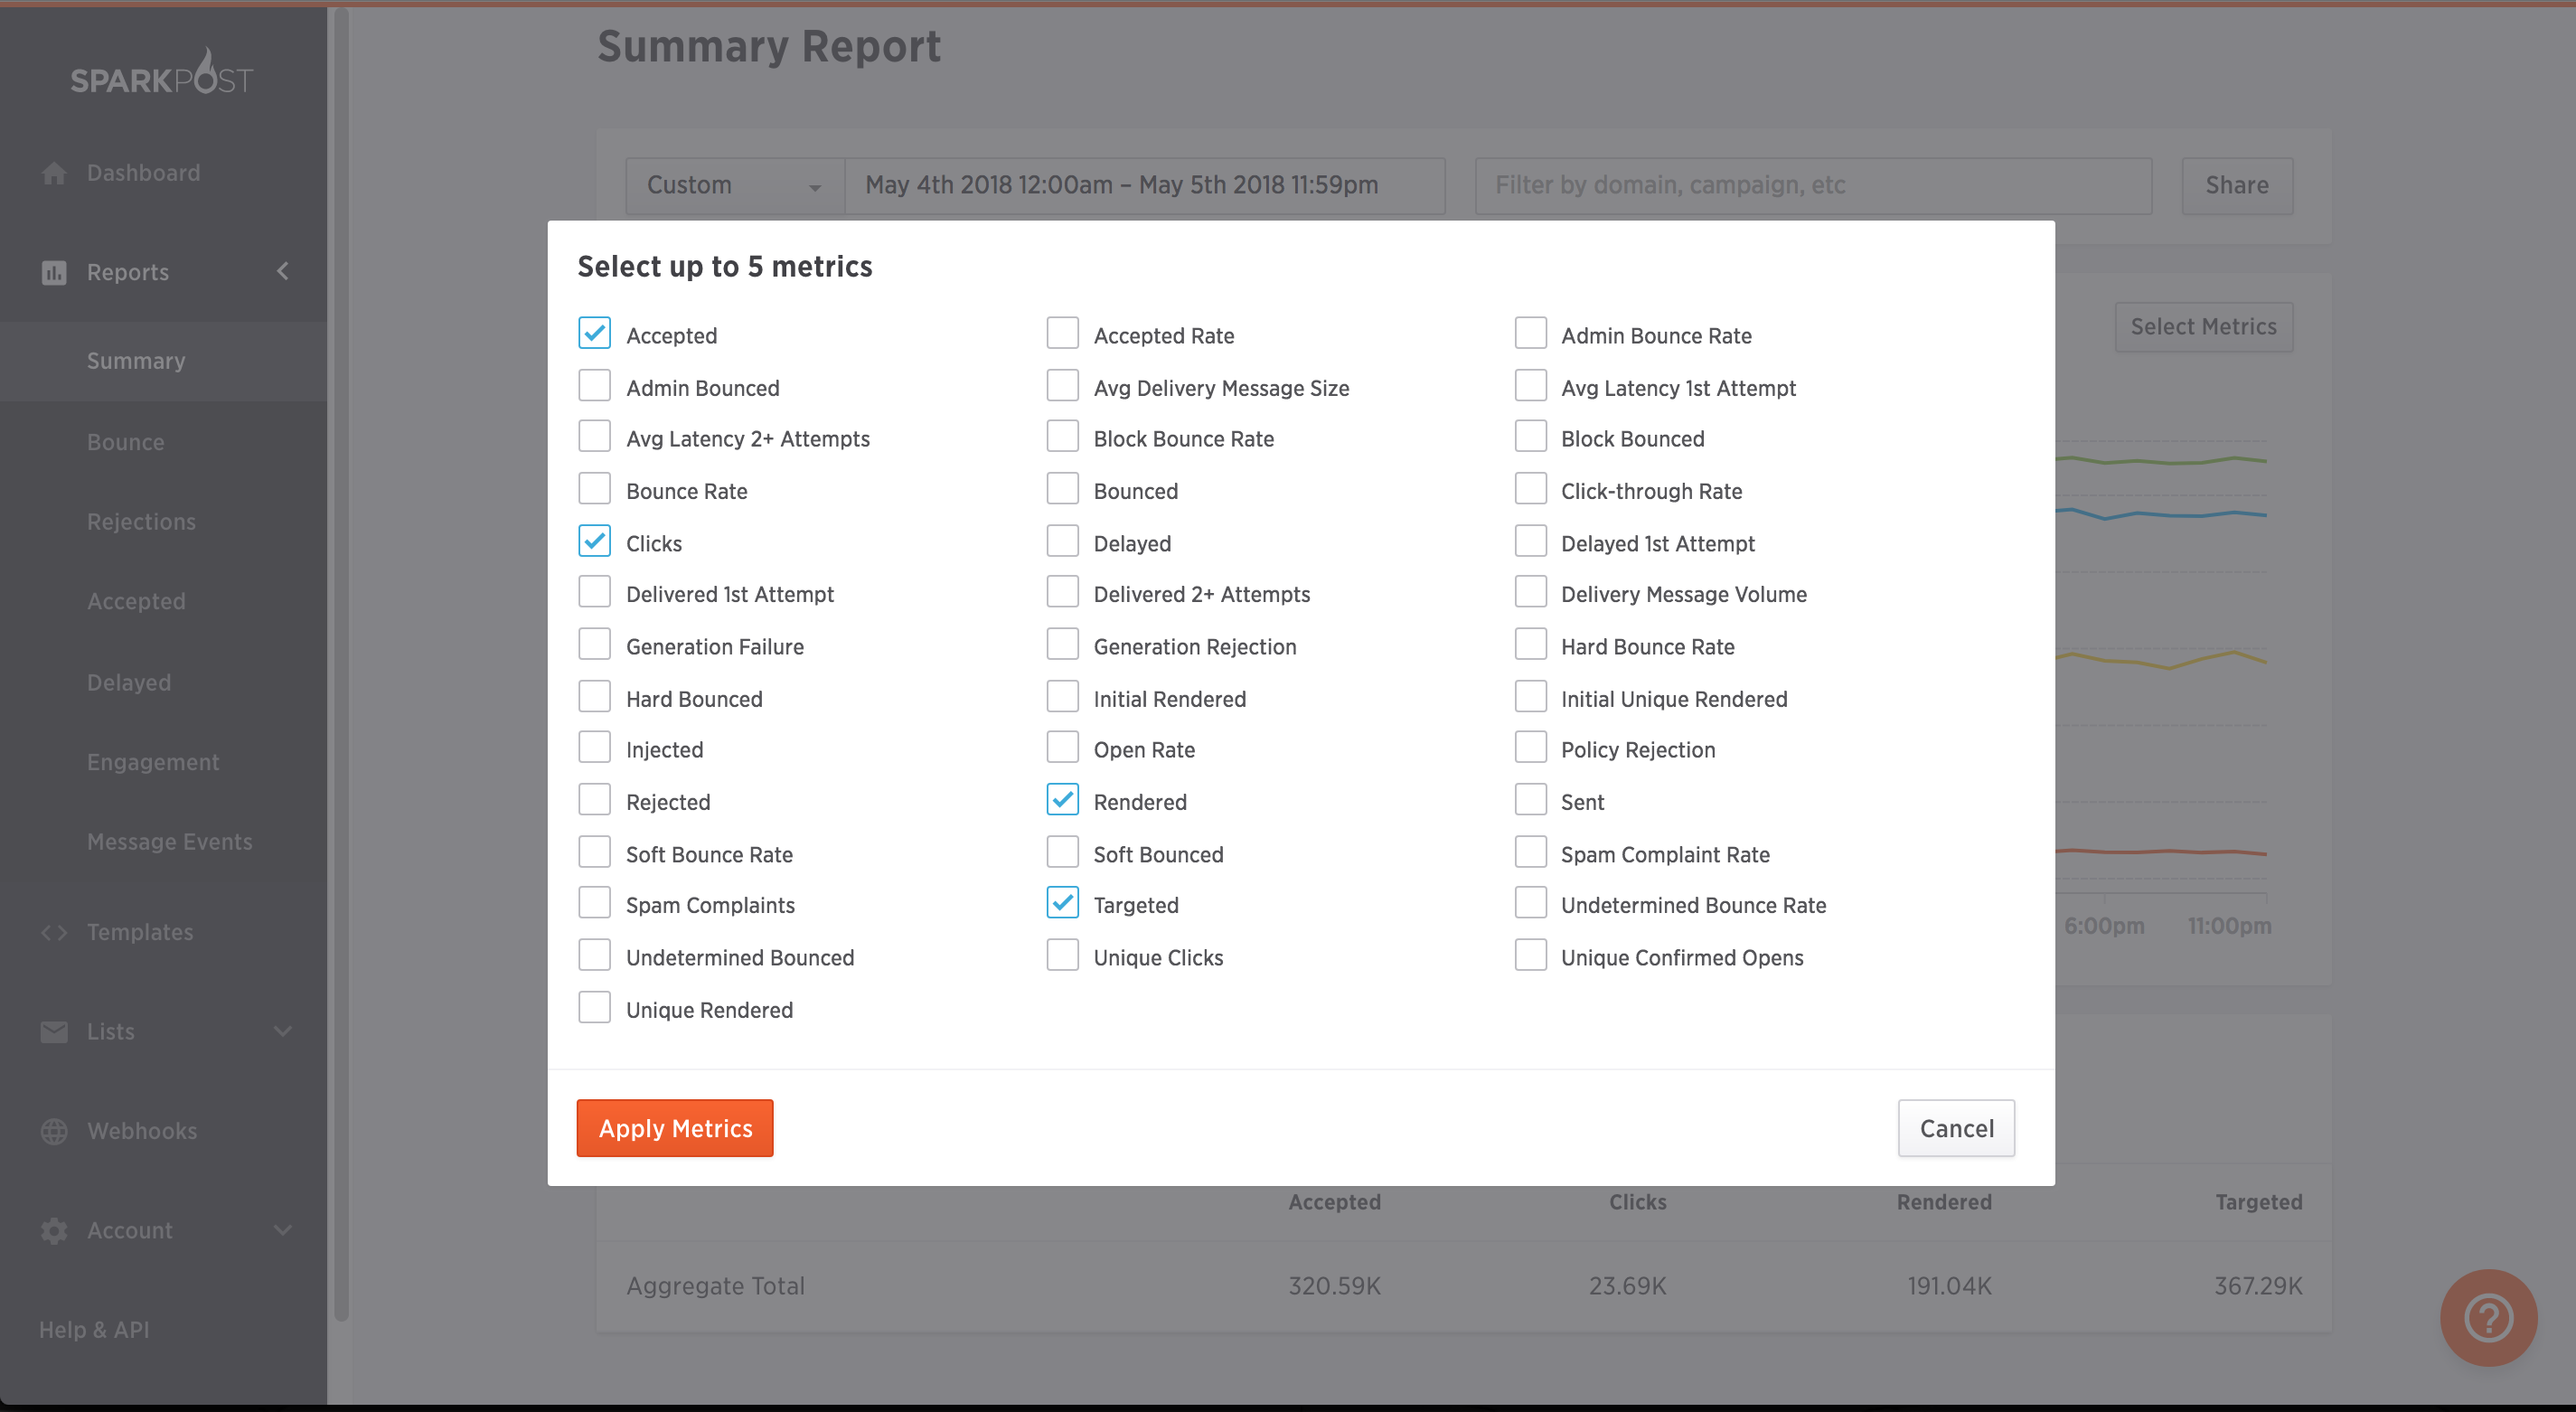 SPARKPOST
Dashboard
Reports
Summary
Bounce
Rejections
Accepted
Delayed
Engagement
Message Events
Templates
Lists
Webhooks
Account
Help & API
Summary Report
Custom
May 4th 2018 12:00am – May 5th 2018 11:59pm
Filter by domain, campaign, etc
Share
Select Metrics
Select up to 5 metrics
Accepted
Accepted Rate
Admin Bounce Rate
Admin Bounced
Avg Delivery Message Size
Avg Latency 1st Attempt
Avg Latency 2+ Attempts
Block Bounce Rate
Block Bounced
Bounce Rate
Bounced
Click-through Rate
Clicks
Delayed
Delayed 1st Attempt
Delivered 1st Attempt
Delivered 2+ Attempts
Delivery Message Volume
Generation Failure
Generation Rejection
Hard Bounce Rate
Hard Bounced
Initial Rendered
Initial Unique Rendered
Injected
Open Rate
Policy Rejection
Rejected
Rendered
Sent
Soft Bounce Rate
Soft Bounced
Spam Complaint Rate
Spam Complaints
Targeted
Undetermined Bounce Rate
Undetermined Bounced
Unique Clicks
Unique Confirmed Opens
Unique Rendered
Apply Metrics
Cancel
6:00pm 11:00pm
Accepted Clicks Rendered Targeted
Aggregate Total 320.59K 23.69K 191.04K 367.29K
?